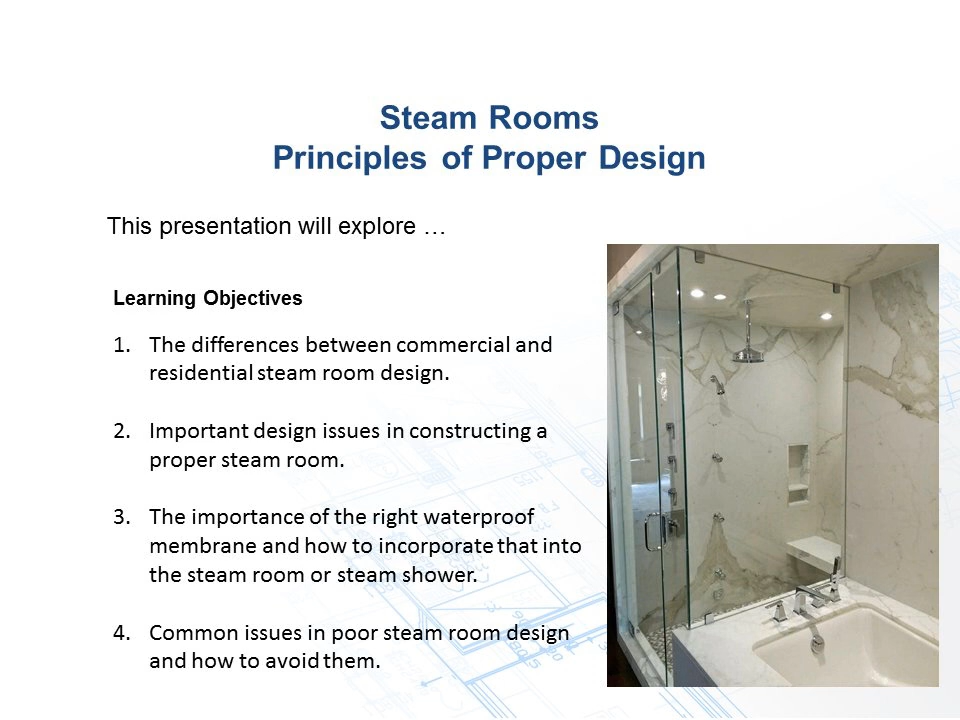 Steam Rooms
Principles of Proper Design
This presentation will explore …
Learning Objectives
1. The differences between commercial and
residential steam room design.
2. Important design issues in constructing a
proper steam room.
3. The importance of the right waterproof
membrane and how to incorporate that into
the steam room or steam shower.
4. Common issues in poor steam room design
and how to avoid them.